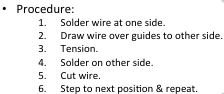 • Procedure:
1. Solder wire at one side.
2. Draw wire over guides to other side.
3. Tension.
4. Solder on other side.
5. Cut wire.
6. Step to next position & repeat.